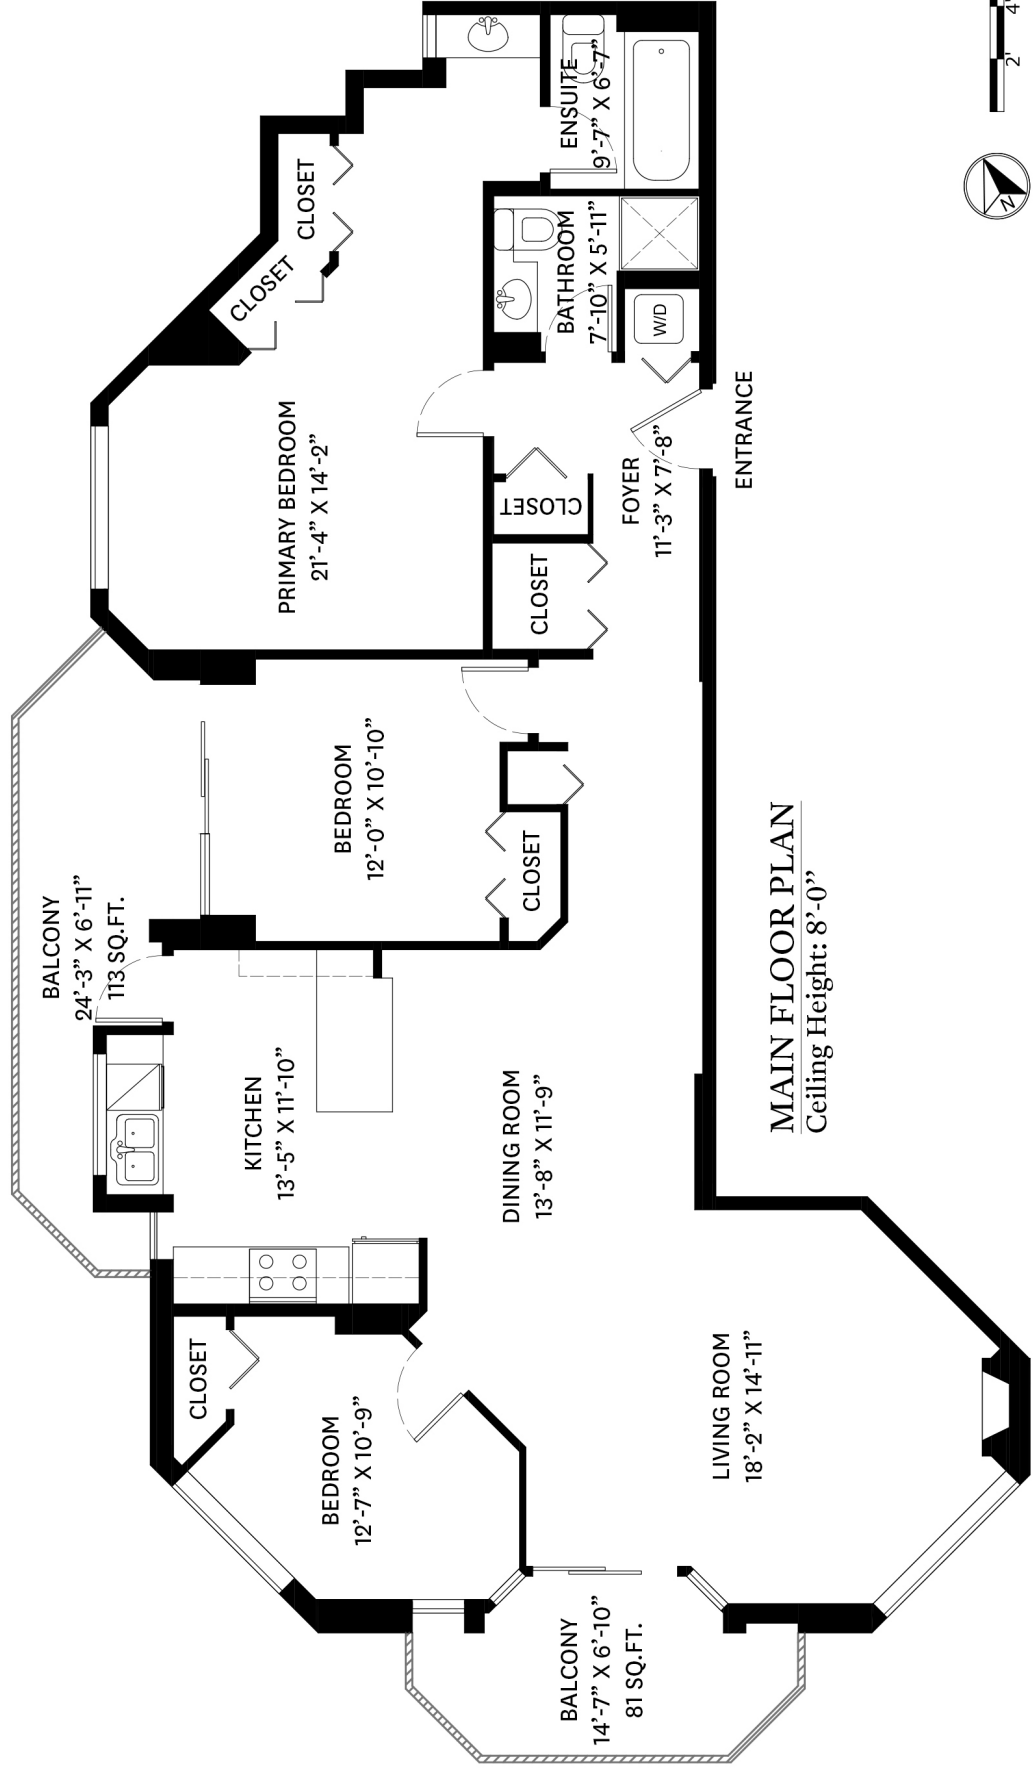 BALCONY
24’-3” X 6’-11”
113 SQ.FT.
CLOSET
CLOSET
PRIMARY BEDROOM
21’-4” X 14’-2”
ENSUITE
9’-7” X 6’-7”
BATHROOM
7’-10” X 5’-11”
W/D
CLOSET
CLOSET
FOYER
11’-3” X 7’-8”
ENTRANCE
BEDROOM
12’-0” X 10’-10”
CLOSET
KITCHEN
13’-5” X 11’-10”
DINING ROOM
13’-8” X 11’-9”
CLOSET
BEDROOM
12’-7” X 10’-9”
LIVING ROOM
18’-2” X 14’-11”
BALCONY
14’-7” X 6’-10”
81 SQ.FT.
MAIN FLOOR PLAN
Ceiling Height: 8’-0”
N
2'
4'